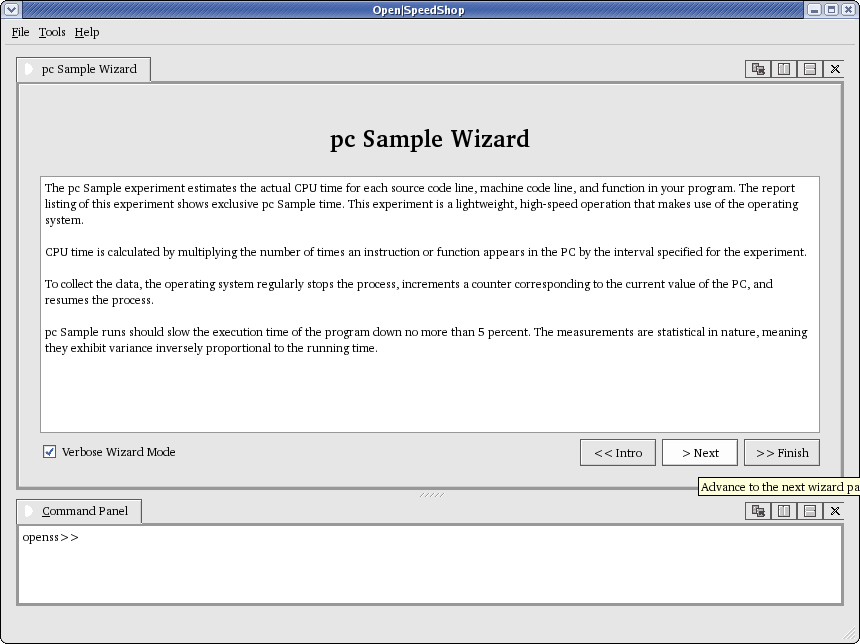 Open|SpeedShop
File Tools Help
pc Sample Wizard
pc Sample Wizard
The pc Sample experiment estimates the actual CPU time for each source code line, machine code line, and function in your program. The report
listing of this experiment shows exclusive pc Sample time. This experiment is a lightweight, high-speed operation that makes use of the operating
system.
CPU time is calculated by multiplying the number of times an instruction or function appears in the PC by the interval specified for the experiment.
To collect the data, the operating system regularly stops the process, increments a counter corresponding to the current value of the PC, and
resumes the process.
pc Sample runs should slow the execution time of the program down no more than 5 percent. The measurements are statistical in nature, meaning
they exhibit variance inversely proportional to the running time.
Verbose Wizard Mode
<< Intro
> Next
>> Finish
Advance to the next wizard pa
Command Panel
openss>>